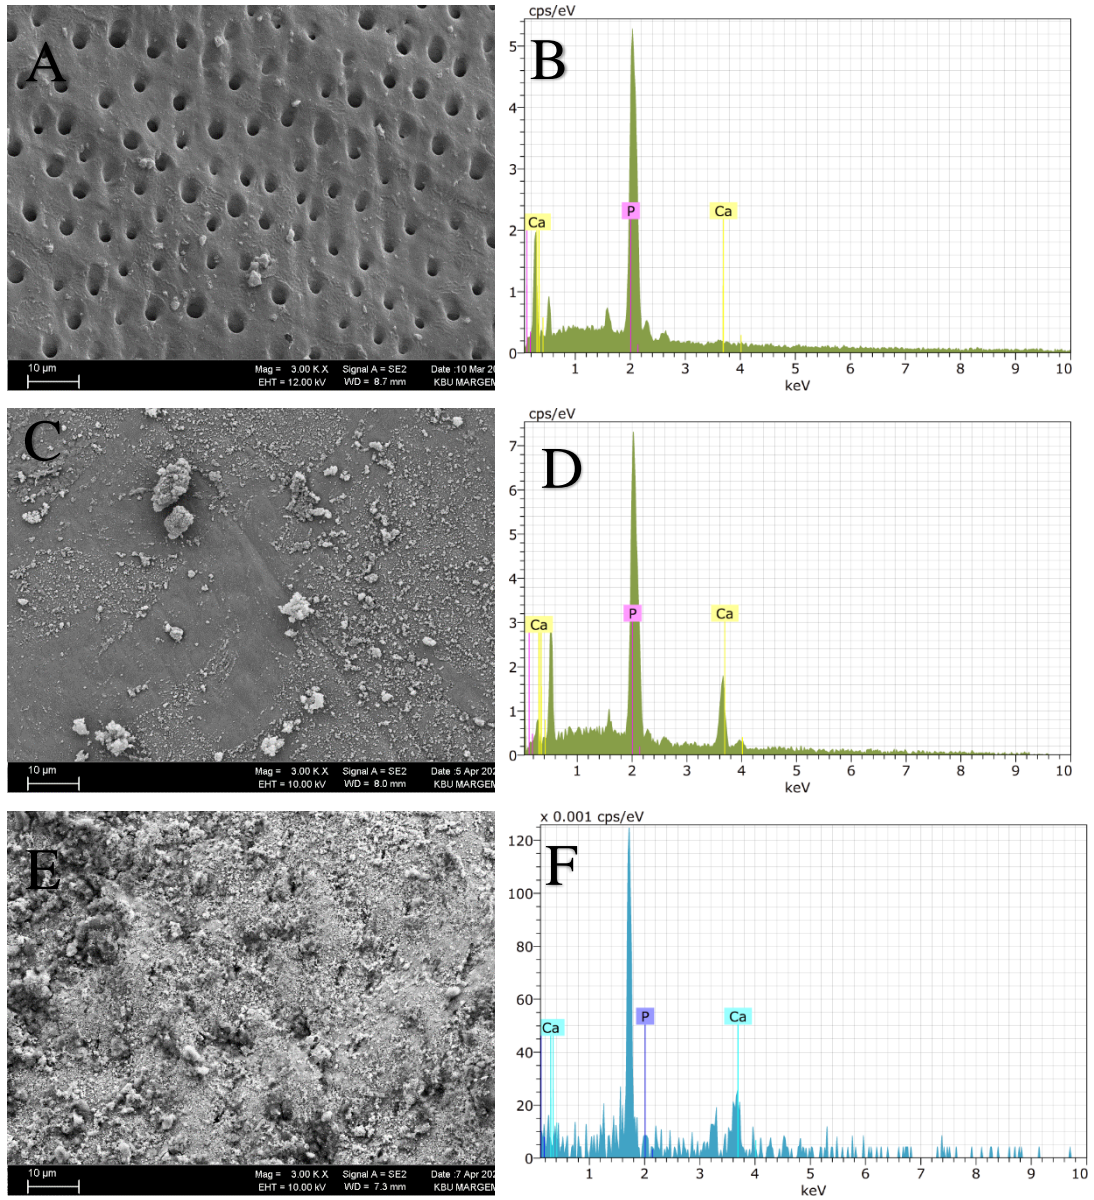 A
10 µm
Mag = 3.00 K X Signal A = SE2 Date :10 Mar 20
EHT = 12.00 kV WD = 8.7 mm KBU MARGEM
B
cps/eV
5
4
3
2
1
0
Ca P Ca
1 2 3 4 5 6 7 8 9 10
keV
C
10 µm
Mag = 3.00 K X Signal A = SE2 Date :5 Apr 202
EHT = 10.00 kV WD = 8.0 mm KBU MARGEM
D
cps/eV
7
6
5
4
3
2
1
0
Ca P Ca
1 2 3 4 5 6 7 8 9 10
keV
E
10 µm
Mag = 3.00 K X Signal A = SE2 Date :7 Apr 202
EHT = 10.00 kV WD = 7.3 mm KBU MARGEM
F
x 0.001 cps/eV
120
100
80
60
40
20
0
Ca P Ca
1 2 3 4 5 6 7 8 9 10
keV